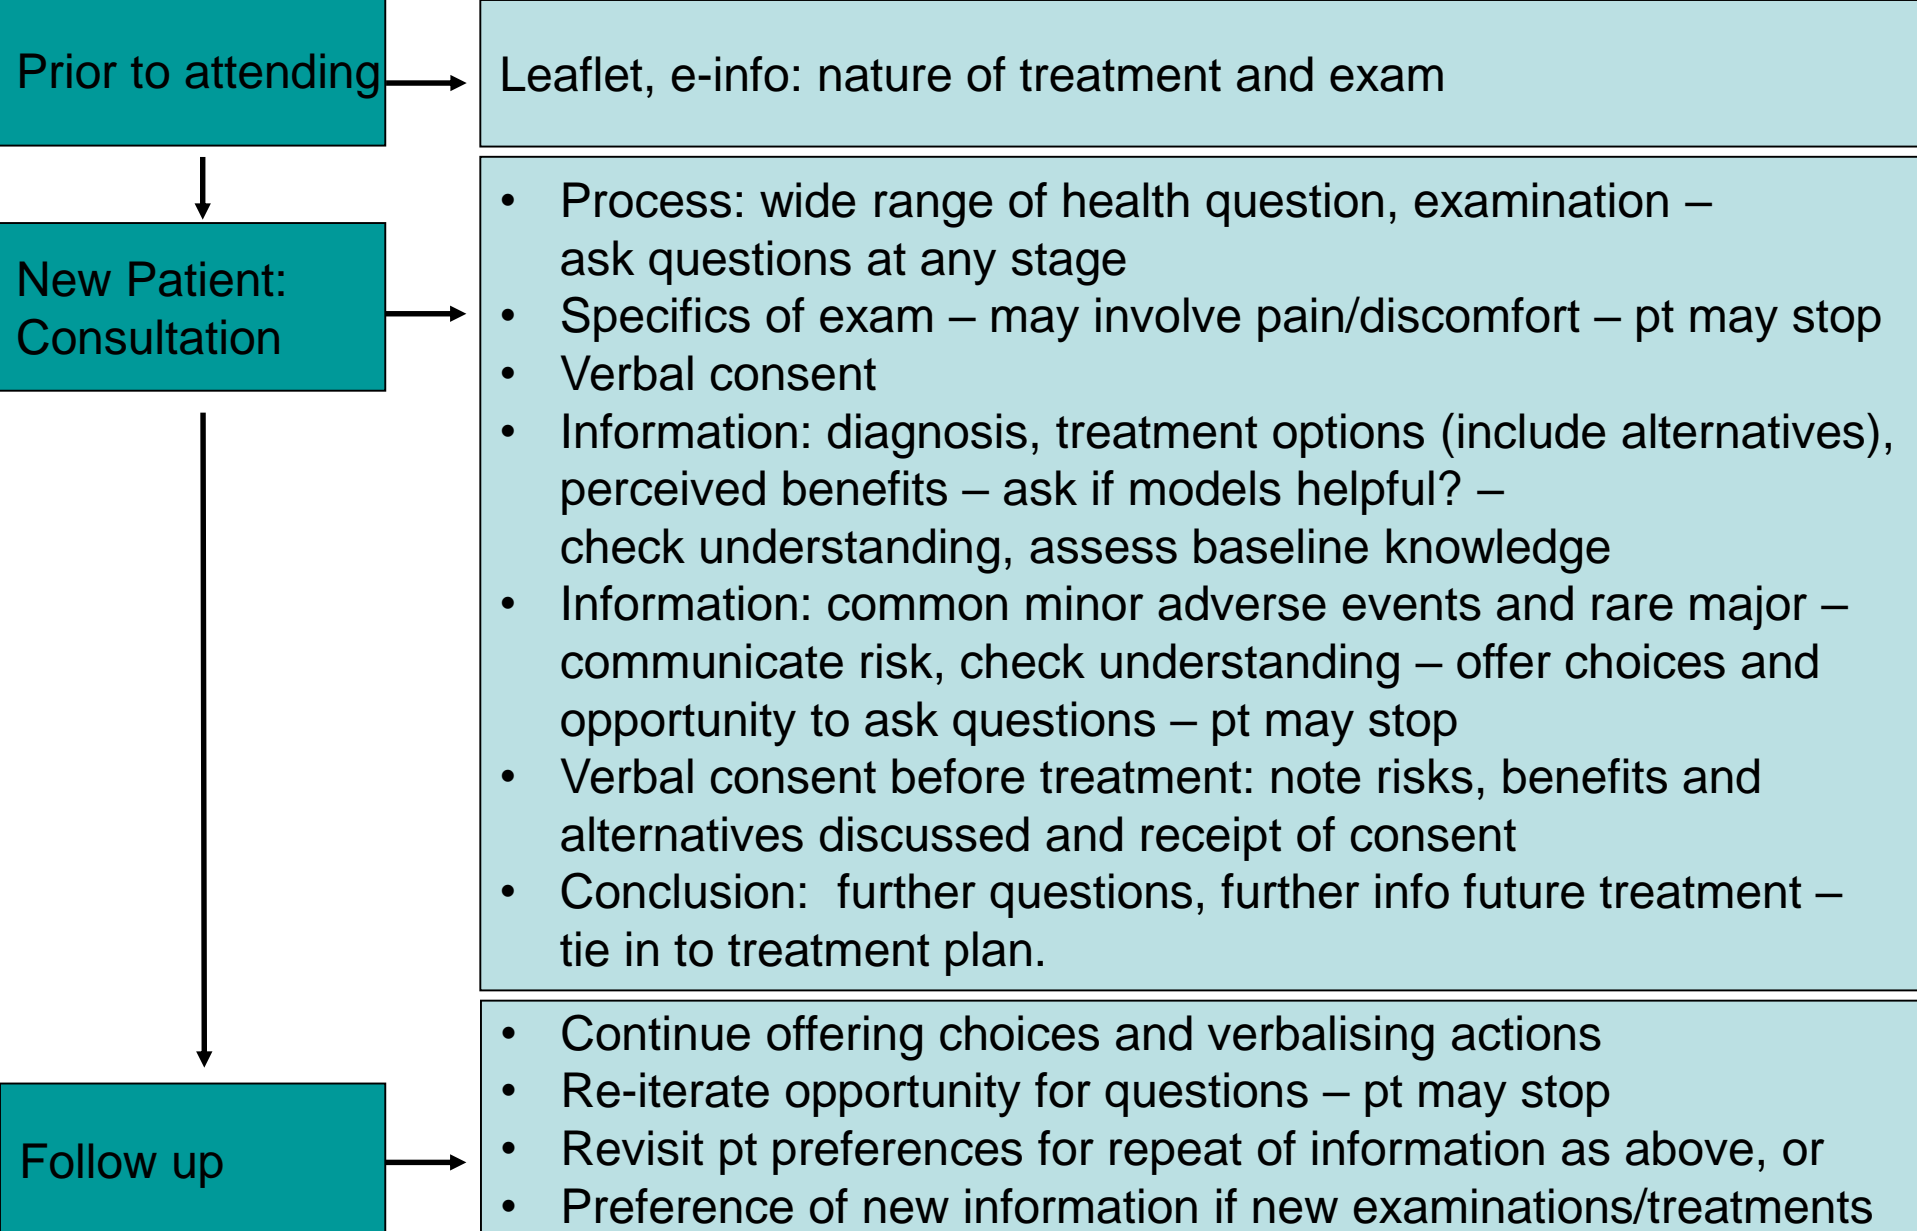 Prior to attending
Leaflet, e-info: nature of treatment and exam
New Patient:
Consultation
• Process: wide range of health question, examination –
ask questions at any stage
• Specifics of exam – may involve pain/discomfort – pt may stop
• Verbal consent
• Information: diagnosis, treatment options (include alternatives),
perceived benefits – ask if models helpful? –
check understanding, assess baseline knowledge
• Information: common minor adverse events and rare major –
communicate risk, check understanding – offer choices and
opportunity to ask questions – pt may stop
• Verbal consent before treatment: note risks, benefits and
alternatives discussed and receipt of consent
• Conclusion:  further questions, further info future treatment –
tie in to treatment plan.
Follow up
• Continue offering choices and verbalising actions
• Re-iterate opportunity for questions – pt may stop
• Revisit pt preferences for repeat of information as above, or
• Preference of new information if new examinations/treatments